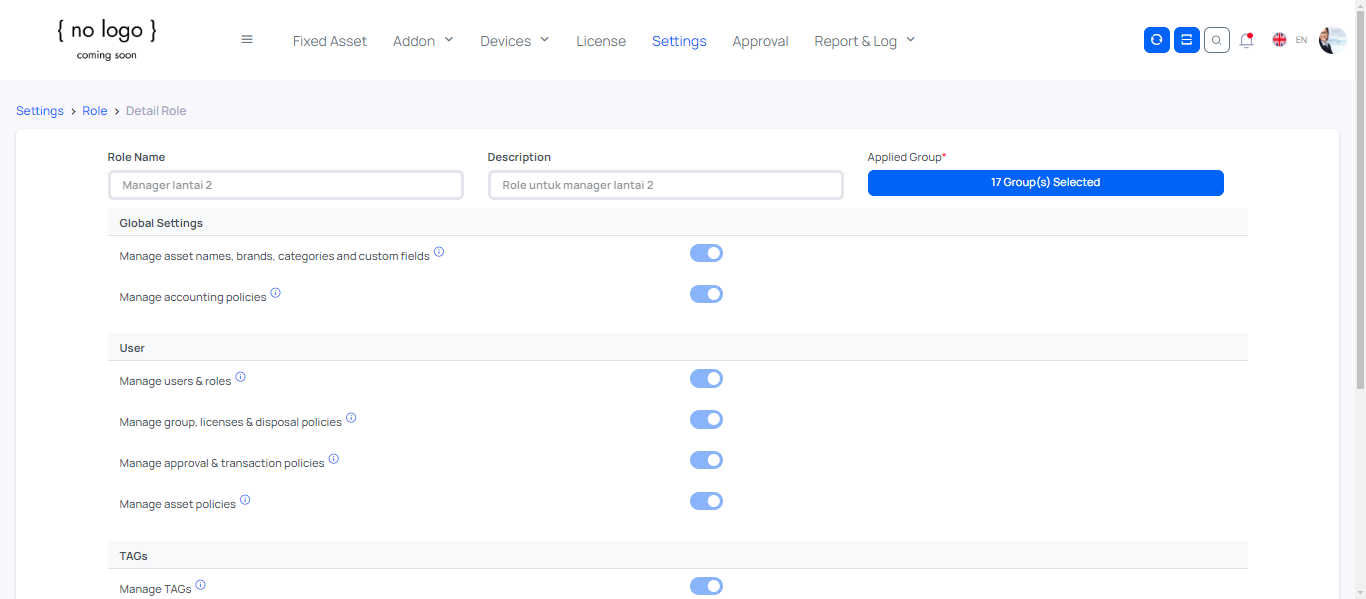 { no logo }
coming soon
Fixed Asset Addon Devices License Settings Approval Report & Log EN
Settings > Role > Detail Role
Role Name Description Applied Group*
Manager lantai 2 Role untuk manager lantai 2 17 Group(s) Selected
Global Settings
Manage asset names, brands, categories and custom fields
Manage accounting policies
User
Manage users & roles
Manage group, licenses & disposal policies
Manage approval & transaction policies
Manage asset policies
TAGs
Manage TAGs